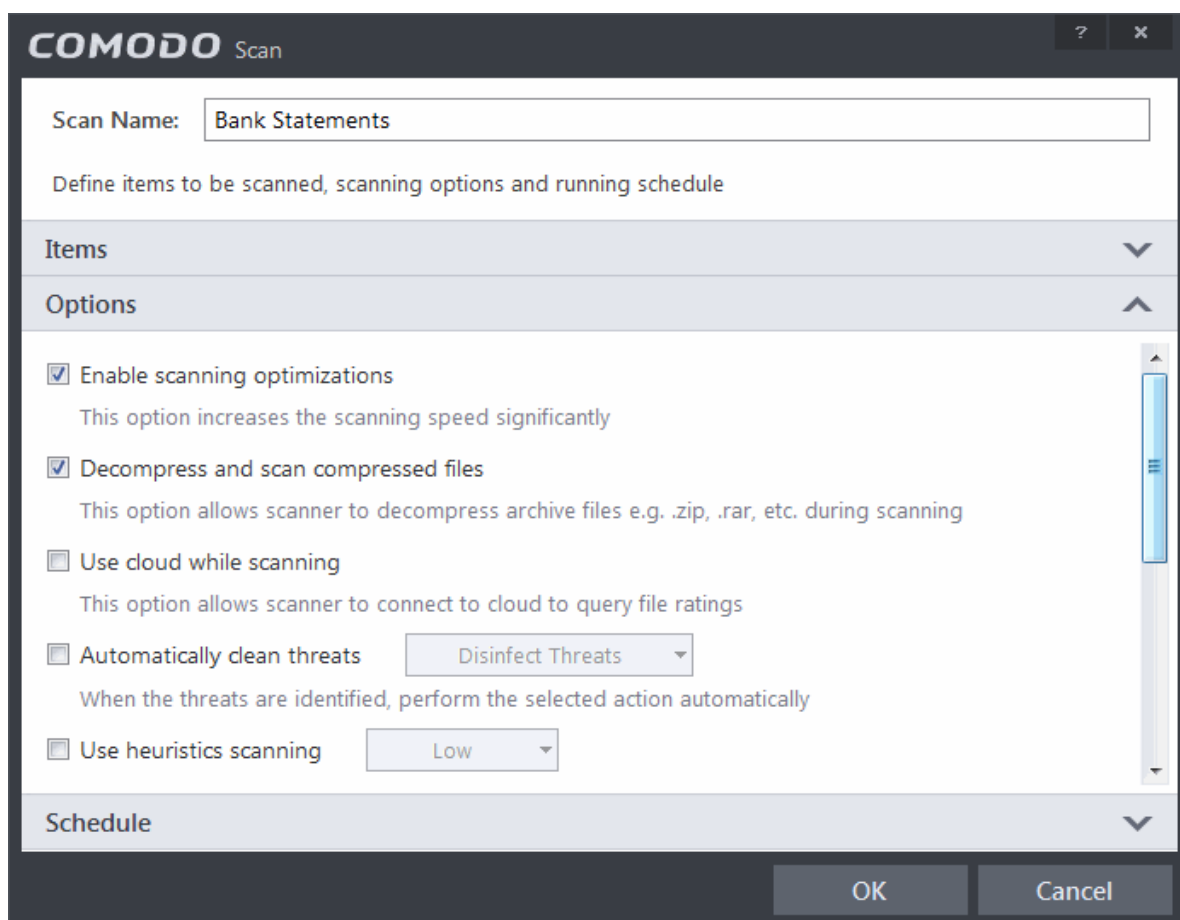 COMODO Scan ? ×
Scan Name: Bank Statements
Define items to be scanned, scanning options and running schedule
Items
Options
Enable scanning optimizations
This option increases the scanning speed significantly
Decompress and scan compressed files
This option allows scanner to decompress archive files e.g. .zip, .rar, etc. during scanning
Use cloud while scanning
This option allows scanner to connect to cloud to query file ratings
Automatically clean threats Disinfect Threats
When the threats are identified, perform the selected action automatically
Use heuristics scanning Low
Schedule
OK Cancel